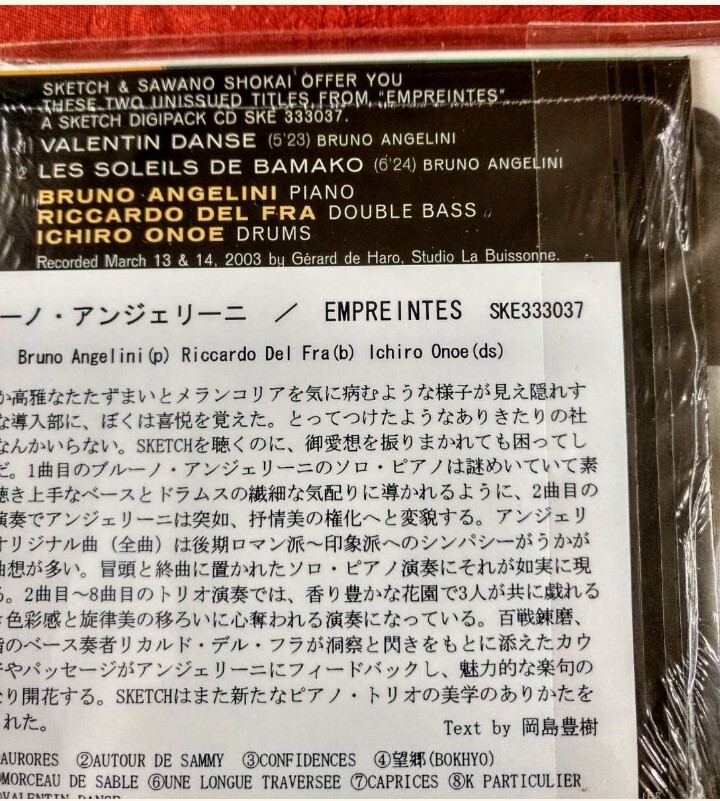 SKETCH & SAWANO SHOKAI OFFER YOU
THESE TWO UNISSUED TITLES FROM "EMPREINTES"
A SKETCH DIGIPACK CD SKE 333037.
VALENTIN DANSE (5'23) BRUNO ANGELINI
LES SOLEILS DE BAMAKO (6'24) BRUNO ANGELINI
BRUNO ANGELINI PIANO
RICCARDO DEL FRA DOUBLE BASS
ICHIRO ONOE DRUMS
Recorded March 13 & 14, 2003 by Gérard de Haro, Studio La Buissonne.
ーノ・アンジェリーニ / EMPREINTES SKE333037
Bruno Angelini(p) Riccardo Del Fra(b) Ichiro Onoe(ds)
か高雅なたたずまいとメランコリアを気に病むような様子が見え隠れす
な導入部に、ぼくは喜悦を覚えた。とってつけたようなありきたりの社
なんかいらない。SKETCHを聴くのに、御愛想を振りまかれても困ってし
だ。1曲目のブルーノ・アンジェリーニのソロ・ピアノは謎めいていて素
聴き上手なベースとドラムスの繊細な気配りに導かれるように、2曲目の
演奏でアンジェリーニは突如、抒情美の権化へと変貌する。アンジェリ
オリジナル曲（全曲）は後期ロマン派～印象派へのシンパシーがうかが
曲想が多い。冒頭と終曲に置かれたソロ・ピアノ演奏にそれが如実に現
る。2曲目～8曲目のトリオ演奏では、香り豊かな花園で3人が共に戯れる
色彩感と旋律美の移ろいに心奪われる演奏になっている。百戦錬磨、
指のベース奏者リカルド・デル・フラが洞察と閃きをもとに添えたカウ
やパッセージがアンジェリーニにフィードバックし、魅力的な楽句の
なり開花する。SKETCHはまた新たなピアノ・トリオの美学のありかたを
くれた。
Text by 岡島豊樹
AURORES ②AUTOUR DE SAMMY ③CONFIDENCES ④望郷(BOKHYO)
MORCEAU DE SABLE ⑥UNE LONGUE TRAVERSEE ⑦CAPRICES ⑧K PARTICULIER
VALENTIN DANSE